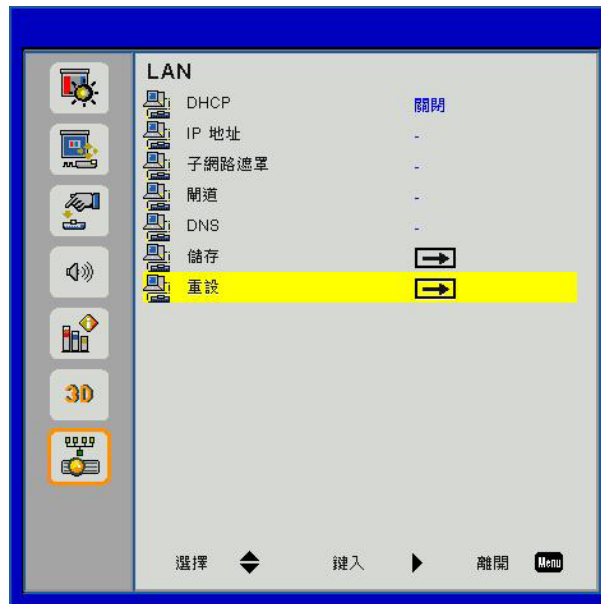 LAN
DHCP 關閉
IP 地址 -
子網路遮罩 -
閘道 -
DNS -
儲存
重設
3D
選擇 鍵入 離開 Menu